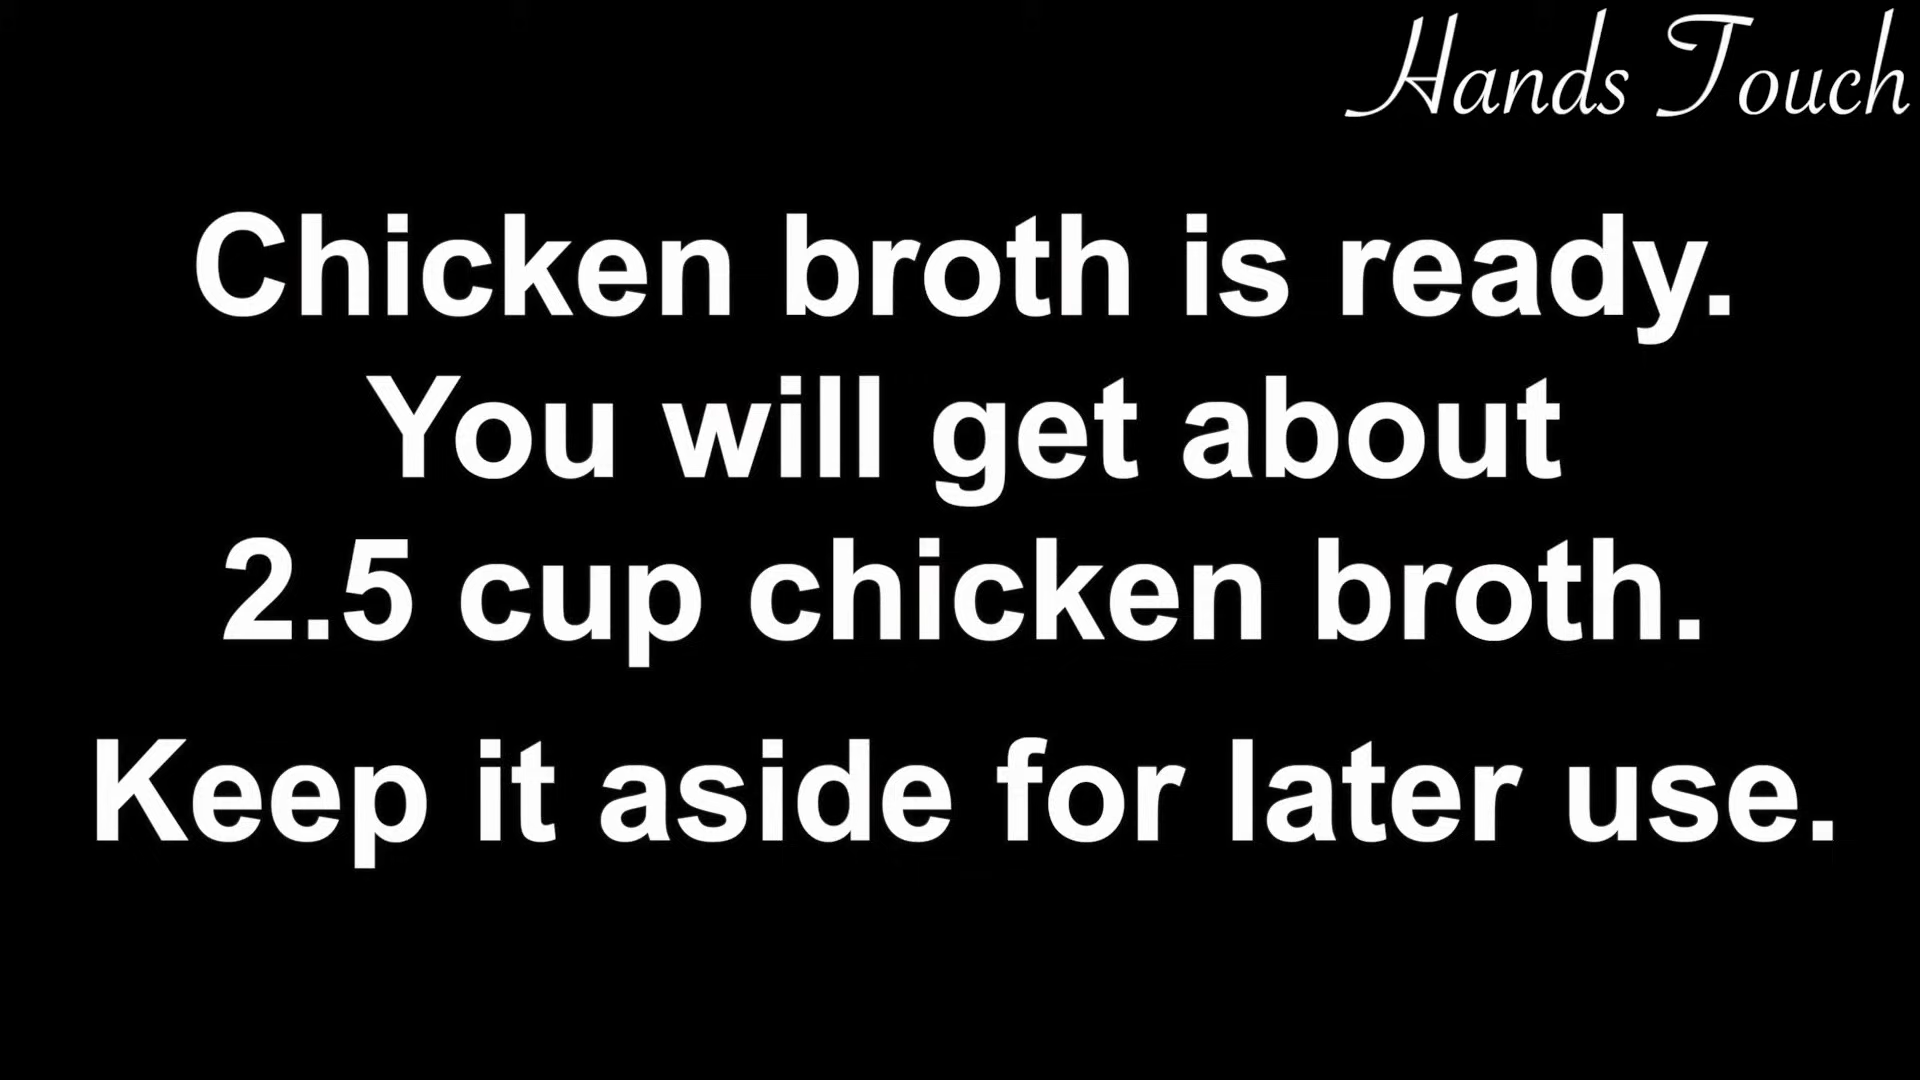 Hands Touch
Chicken broth is ready.
You will get about
2.5 cup chicken broth.
Keep it aside for later use.